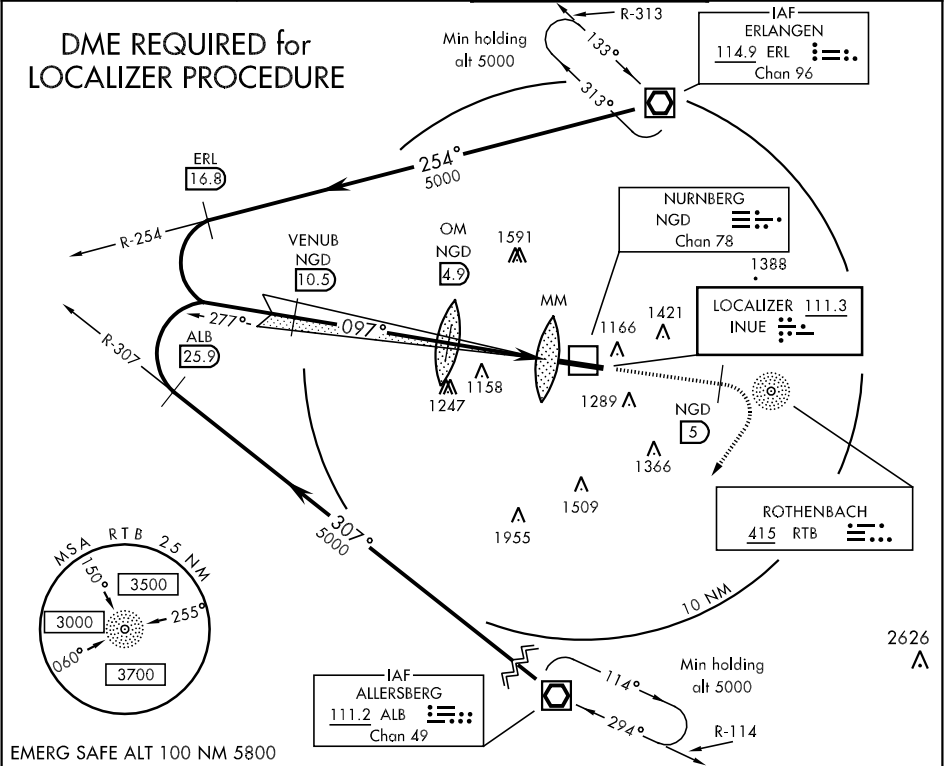 DME REQUIRED for
LOCALIZER PROCEDURE
Min holding
alt 5000
R-313
133°
313°
IAF
ERLANGEN
114.9 ERL
Chan 96
ERL
16.8
254°
5000
R-254
VENUB
NGD
10.5
OM
NGD
4.9
1591
NURNBERG
NGD
Chan 78
1388
MM
LOCALIZER 111.3
INUE
1166
1421
277°
097°
R-307
ALB
25.9
1158
1247
1289
NGD
5
1366
1509
1955
ROTHENBACH
415 RTB
307°
5000
MSA RTB 25 NM
150°
3500
3000
255°
060°
3700
10 NM
2626
IAF
ALLERSBERG
111.2 ALB
Chan 49
114°
294°
Min holding
alt 5000
R-114
EMERG SAFE ALT 100 NM 5800